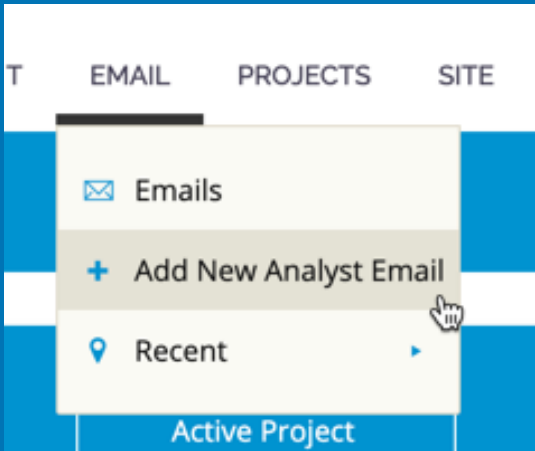 T EMAIL PROJECTS SITE
Emails
Add New Analyst Email
Recent
Active Project